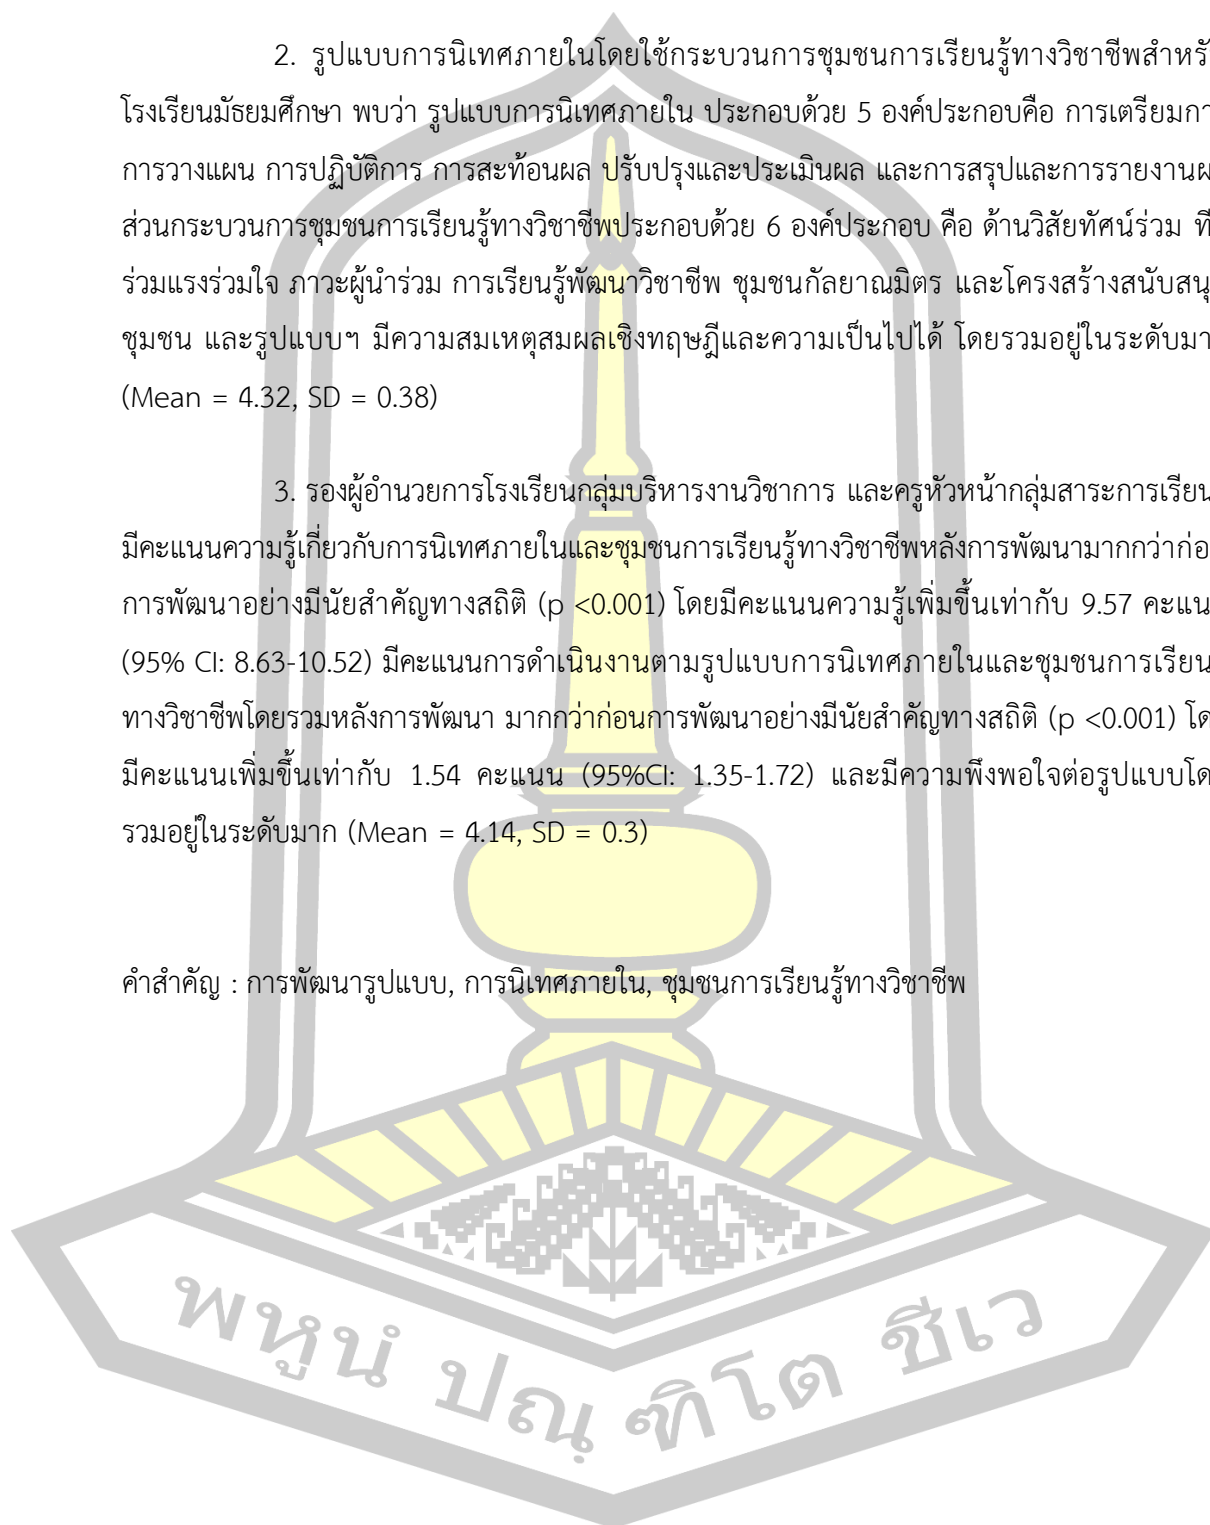 2. รูปแบบการนิเทศภายในโดยใช้กระบวนการชุมชนการเรียนรู้ทางวิชาชีพสำหรั
โรงเรียนมัธยมศึกษา พบว่า รูปแบบการนิเทศภายใน ประกอบด้วย 5 องค์ประกอบคือ การเตรียมกา
การวางแผน การปฏิบัติการ การสะท้อนผล ปรับปรุงและประเมินผล และการสรุปและการรายงานผ
ส่วนกระบวนการชุมชนการเรียนรู้ทางวิชาชีพประกอบด้วย 6 องค์ประกอบ คือ ด้านวิสัยทัศน์ร่วม ที
ร่วมแรงร่วมใจ ภาวะผู้นำร่วม การเรียนรู้พัฒนาวิชาชีพ ชุมชนกัลยาณมิตร และโครงสร้างสนับสนุ
ชุมชน และรูปแบบฯ มีความสมเหตุสมผลเชิงทฤษฎีและความเป็นไปได้ โดยรวมอยู่ในระดับมา
(Mean = 4.32, SD = 0.38)
3. รองผู้อำนวยการโรงเรียนกลุ่มบริหารงานวิชาการ และครูหัวหน้ากลุ่มสาระการเรียน
มีคะแนนความรู้เกี่ยวกับการนิเทศภายในและชุมชนการเรียนรู้ทางวิชาชีพหลังการพัฒนามากกว่าก่อ
การพัฒนาอย่างมีนัยสำคัญทางสถิติ (p <0.001) โดยมีคะแนนความรู้เพิ่มขึ้นเท่ากับ 9.57 คะแน
(95% CI: 8.63-10.52) มีคะแนนการดำเนินงานตามรูปแบบการนิเทศภายในและชุมชนการเรียน
ทางวิชาชีพโดยรวมหลังการพัฒนา มากกว่าก่อนการพัฒนาอย่างมีนัยสำคัญทางสถิติ (p <0.001) โด
มีคะแนนเพิ่มขึ้นเท่ากับ 1.54 คะแนน (95%CI: 1.35-1.72) และมีความพึงพอใจต่อรูปแบบโด
รวมอยู่ในระดับมาก (Mean = 4.14, SD = 0.3)
คำสำคัญ : การพัฒนารูปแบบ, การนิเทศภายใน, ชุมชนการเรียนรู้ทางวิชาชีพ
พหูนํ ปณฺ ฑิโต ชีเว